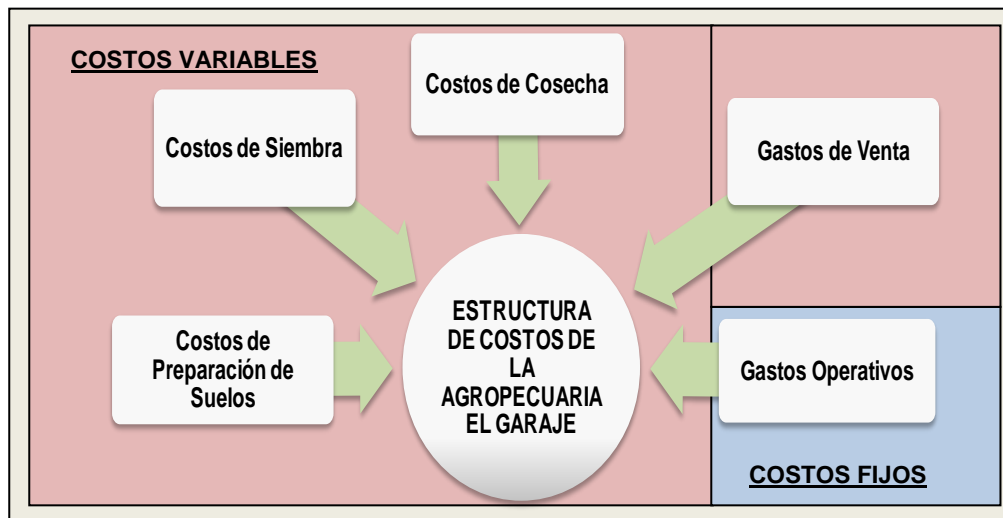 COSTOS VARIABLES
Costos de Cosecha
Costos de Siembra
Gastos de Venta
ESTRUCTURA
DE COSTOS DE
LA
AGROPECUARIA
EL GARAJE
Costos de
Preparación de
Suelos
Gastos Operativos
COSTOS FIJOS